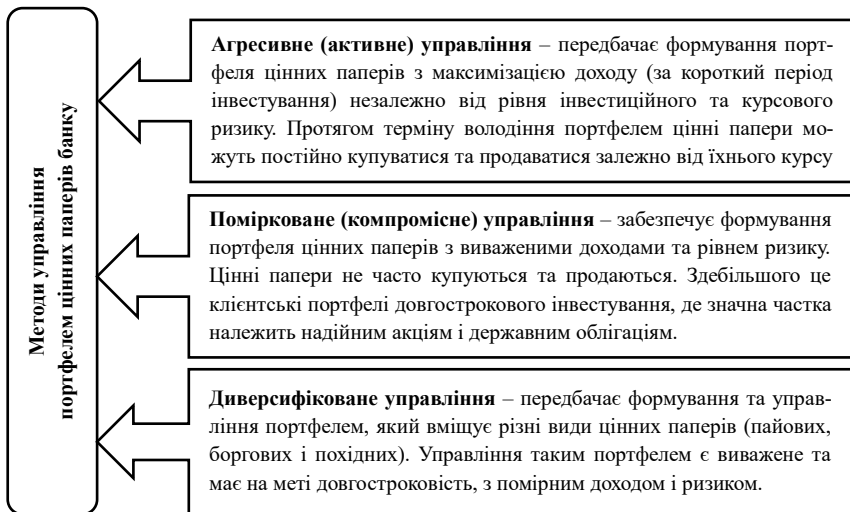 Методи управління
портфелем цінних паперів банку
Агресивне (активне) управління – передбачає формування порт-
феля цінних паперів з максимізацією доходу (за короткий період
інвестування) незалежно від рівня інвестиційного та курсового
ризику. Протягом терміну володіння портфелем цінні папери мо-
жуть постійно купуватися та продаватися залежно від їхнього курсу
Помірковане (компромісне) управління – забезпечує формування
портфеля цінних паперів з виваженими доходами та рівнем ризику.
Цінні папери не часто купуються та продаються. Здебільшого це
клієнтські портфелі довгострокового інвестування, де значна частка
належить надійним акціям і державним облігаціям.
Диверсифіковане управління – передбачає формування та управ-
ління портфелем, який вміщує різні види цінних паперів (пайових,
боргових і похідних). Управління таким портфелем є виважене та
має на меті довгостроковість, з помірним доходом і ризиком.